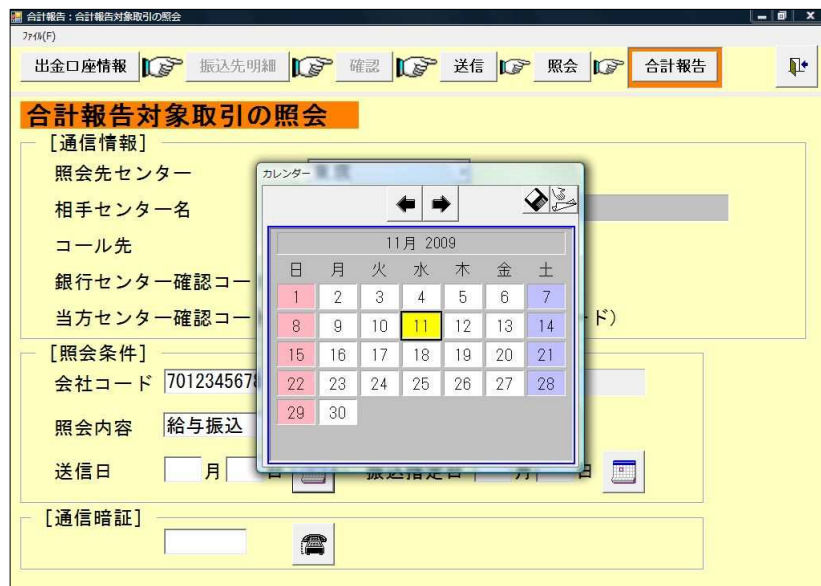 合計報告:合計報告対象取引の照会
ﾌｧｲﾙ(F)
出金口座情報 振込先明細 確認 送信 照会 合計報告
合計報告対象取引の照会
[通信情報]
照会先センター
相手センター名
コール先
銀行センター確認コー
当方センター確認コー ド)
カレンダー
11月 2009
日 月 火 水 木 金 土
1 2 3 4 5 6 7
8 9 10 11 12 13 14
15 16 17 18 19 20 21
22 23 24 25 26 27 28
29 30
[照会条件]
会社コード 7012345678
照会内容 給与振込
送信日 月 日 振込指定日 月 日
[通信暗証]